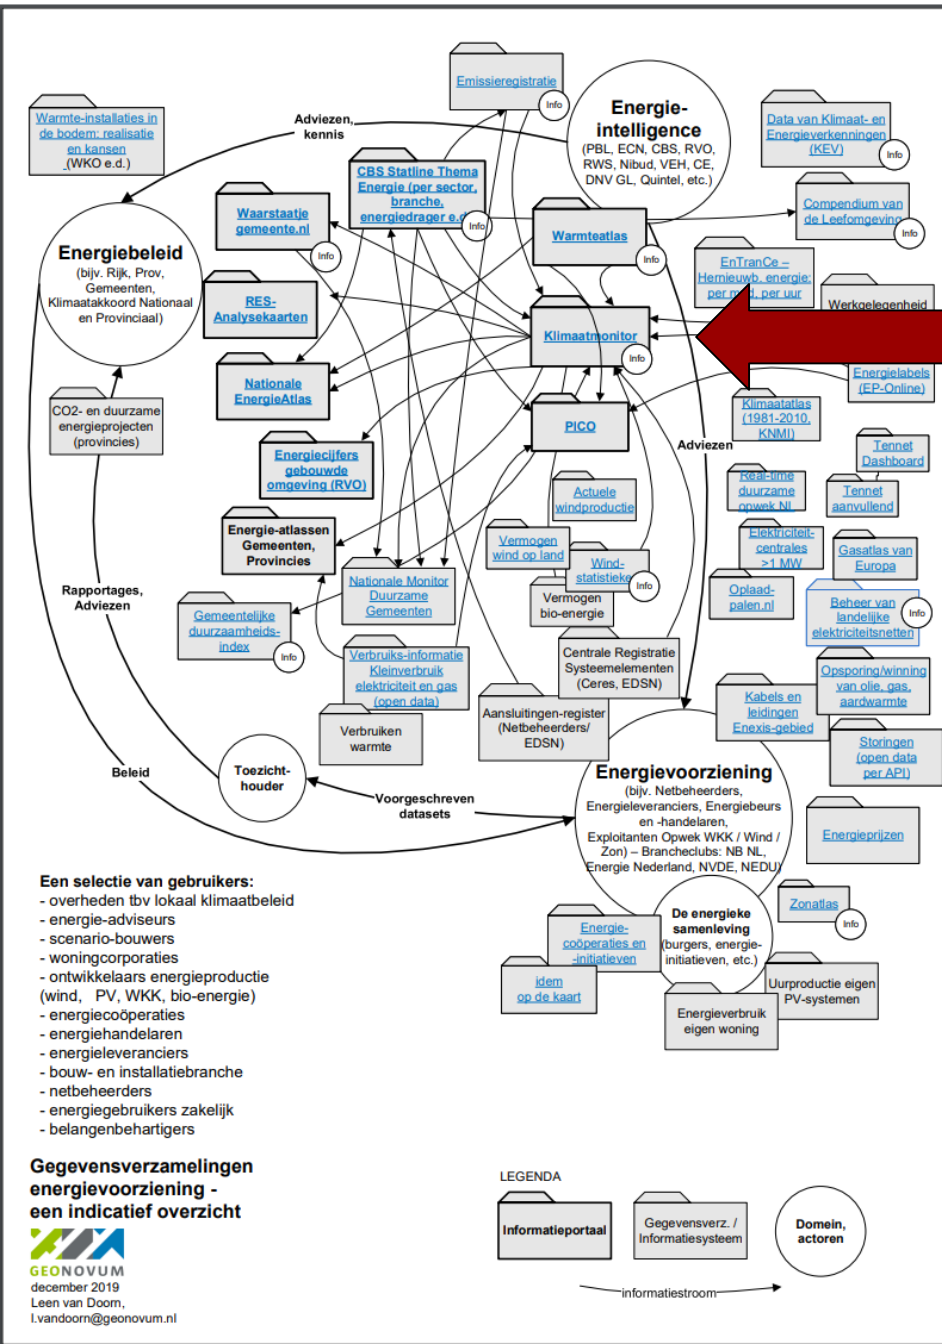 Emissieregistratie
Info
Energie-
intelligence
(PBL, ECN, CBS, RVO,
RWS, Nibud, VEH, CE,
DNV GL, Quintel, etc.)
Data van Klimaat- en
Energieverkenningen
(KEV)
Info
Warmte-installaties in
de bodem: realisatie
en kansen
(WKO e.d.)
Adviezen,
kennis
CBS Statline Thema
Energie (per sector,
branche,
energiedrager e.d.
Info
Compendium van
de Leefomgeving
Info
Waarstaatje
gemeente.nl
Info
Warmteatlas
Info
Energiebeleid
(bijv. Rijk, Prov,
Gemeenten,
Klimaatakkoord Nationaal
en Provinciaal)
EnTranCe –
Hernieuwb. energie:
per mnd, per uur
RES-
Analysekaarten
Werkgelegenheid
Klimaatmonitor
Info
Nationale
EnergieAtlas
Energielabels
(EP-Online)
CO2- en duurzame
energieprojecten
(provincies)
Klimaatatlas
(1981-2010,
KNMI)
PICO
Adviezen
Energiecijfers
gebouwde
omgeving (RVO)
Tennet
Dashboard
Real-time
duurzame
opwek NL
Tennet
aanvullend
Actuele
windproductie
Energie-atlassen
Gemeenten,
Provincies
Vermogen
wind op land
Elektriciteit-
centrales
>1 MW
Gasatlas van
Europa
Wind-
statistieken
Info
Nationale Monitor
Duurzame
Gemeenten
Vermogen
bio-energie
Oplaad-
palen.nl
Beheer van
landelijke
elektriciteitsnetten
Info
Rapportages,
Adviezen
Gemeentelijke
duurzaamheids-
index
Info
Verbruiks-informatie
Kleinverbruik
elektriciteit en gas
(open data)
Centrale Registratie
Systeemelementen
(Ceres, EDSN)
Opsporing/winning
van olie, gas,
aardwarmte
Kabels en
leidingen
Enexis-gebied
Aansluitingen-register
(Netbeheerders/
EDSN)
Verbruiken
warmte
Storingen
(open data
per API)
Beleid
Toezicht-
houder
Voorgeschreven
datasets
Energievoorziening
(bijv. Netbeheerders,
Energieleveranciers, Energiebeurs
en -handelaren,
Exploitanten Opwek WKK / Wind /
Zon) – Brancheclubs: NB NL,
Energie Nederland, NVDE, NEDU)
Energieprijzen
Een selectie van gebruikers:
- overheden tbv lokaal klimaatbeleid
- energie-adviseurs
- scenario-bouwers
- woningcorporaties
- ontwikkelaars energieproductie
(wind, PV, WKK, bio-energie)
- energiecoöperaties
- energiehandelaren
- energieleveranciers
- bouw- en installatiebranche
- netbeheerders
- energiegebruikers zakelijk
- belangenbehartigers
Zonatlas
Info
De energieke
samenleving
(burgers, energie-
initiatieven, etc.)
Energie-
coöperaties en
-initiatieven
idem
op de kaart
Uurproductie eigen
PV-systemen
Energieverbruik
eigen woning
Gegevensverzamelingen
energievoorziening -
een indicatief overzicht
GEONOVUM
december 2019
Leen van Doorn,
l.vandoorn@geonovum.nl
LEGENDA
Informatieportaal
Gegevensverz. /
Informatiesysteem
Domein,
actoren
informatiestroom